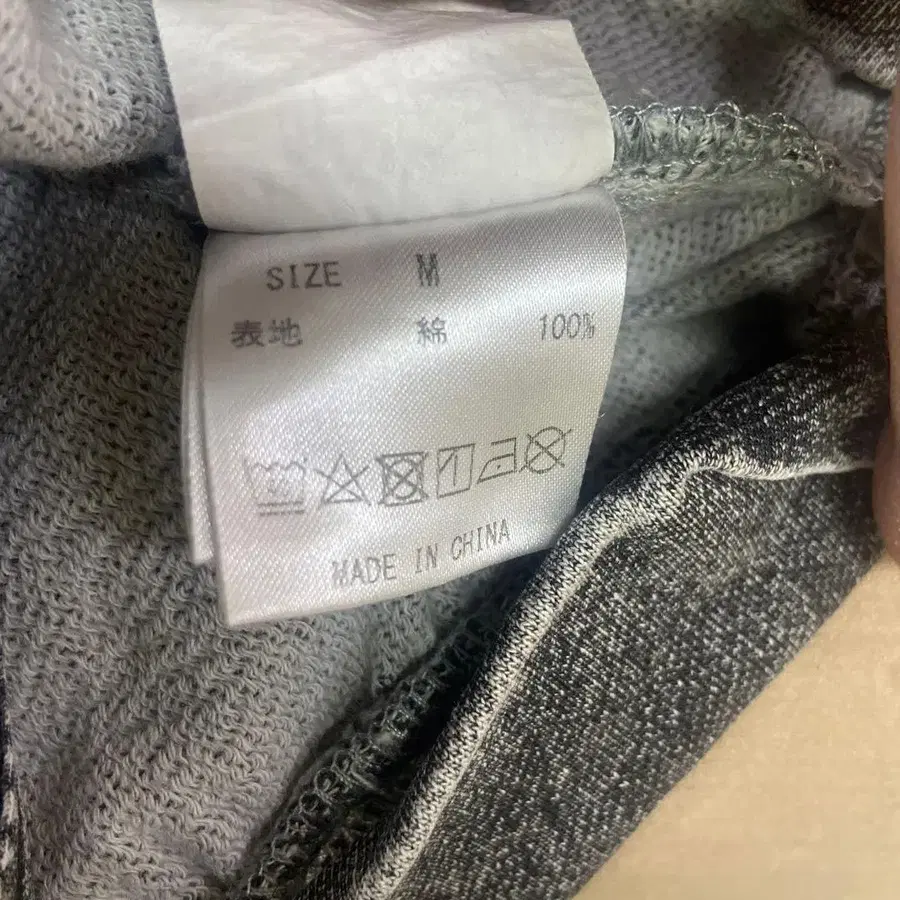 SIZE M
表地 綿 100%
MADE IN CHINA